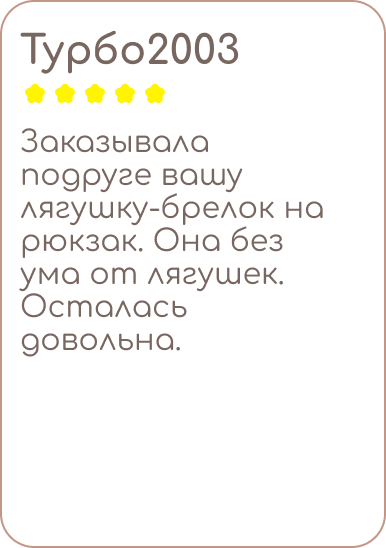 Турбо2003
Заказывала
подруге вашу
лягушку-брелок на
рюкзак. Она без
ума от лягушек.
Осталась
довольна.